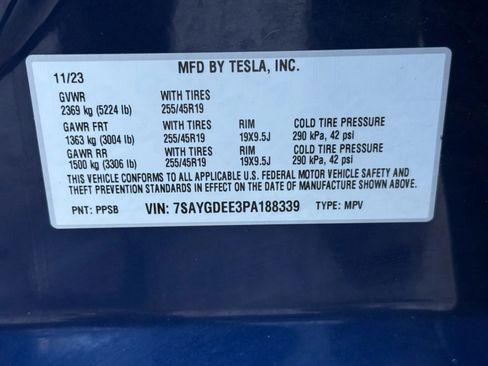 11/23 MFD BY TESLA, INC.
GVWR WITH TIRES
2369 kg (5224 lb) 255/45R19
GAWR FRT WITH TIRES RIM COLD TIRE PRESSURE
1363 kg (3004 lb) 255/45R19 19X9.5J 290 kPa, 42 psi
GAWR RR WITH TIRES RIM COLD TIRE PRESSURE
1500 kg (3306 lb) 255/45R19 19X9.5J 290 kPa, 42 psi
THIS VEHICLE CONFORMS TO ALL APPLICABLE U.S. FEDERAL MOTOR VEHICLE SAFETY AND
THEFT PREVENTION STANDARDS IN EFFECT ON THE DATE OF MANUFACTURE SHOWN ABOVE.
PNT: PPSB VIN: 7SAYGDEE3PA188339 TYPE: MPV